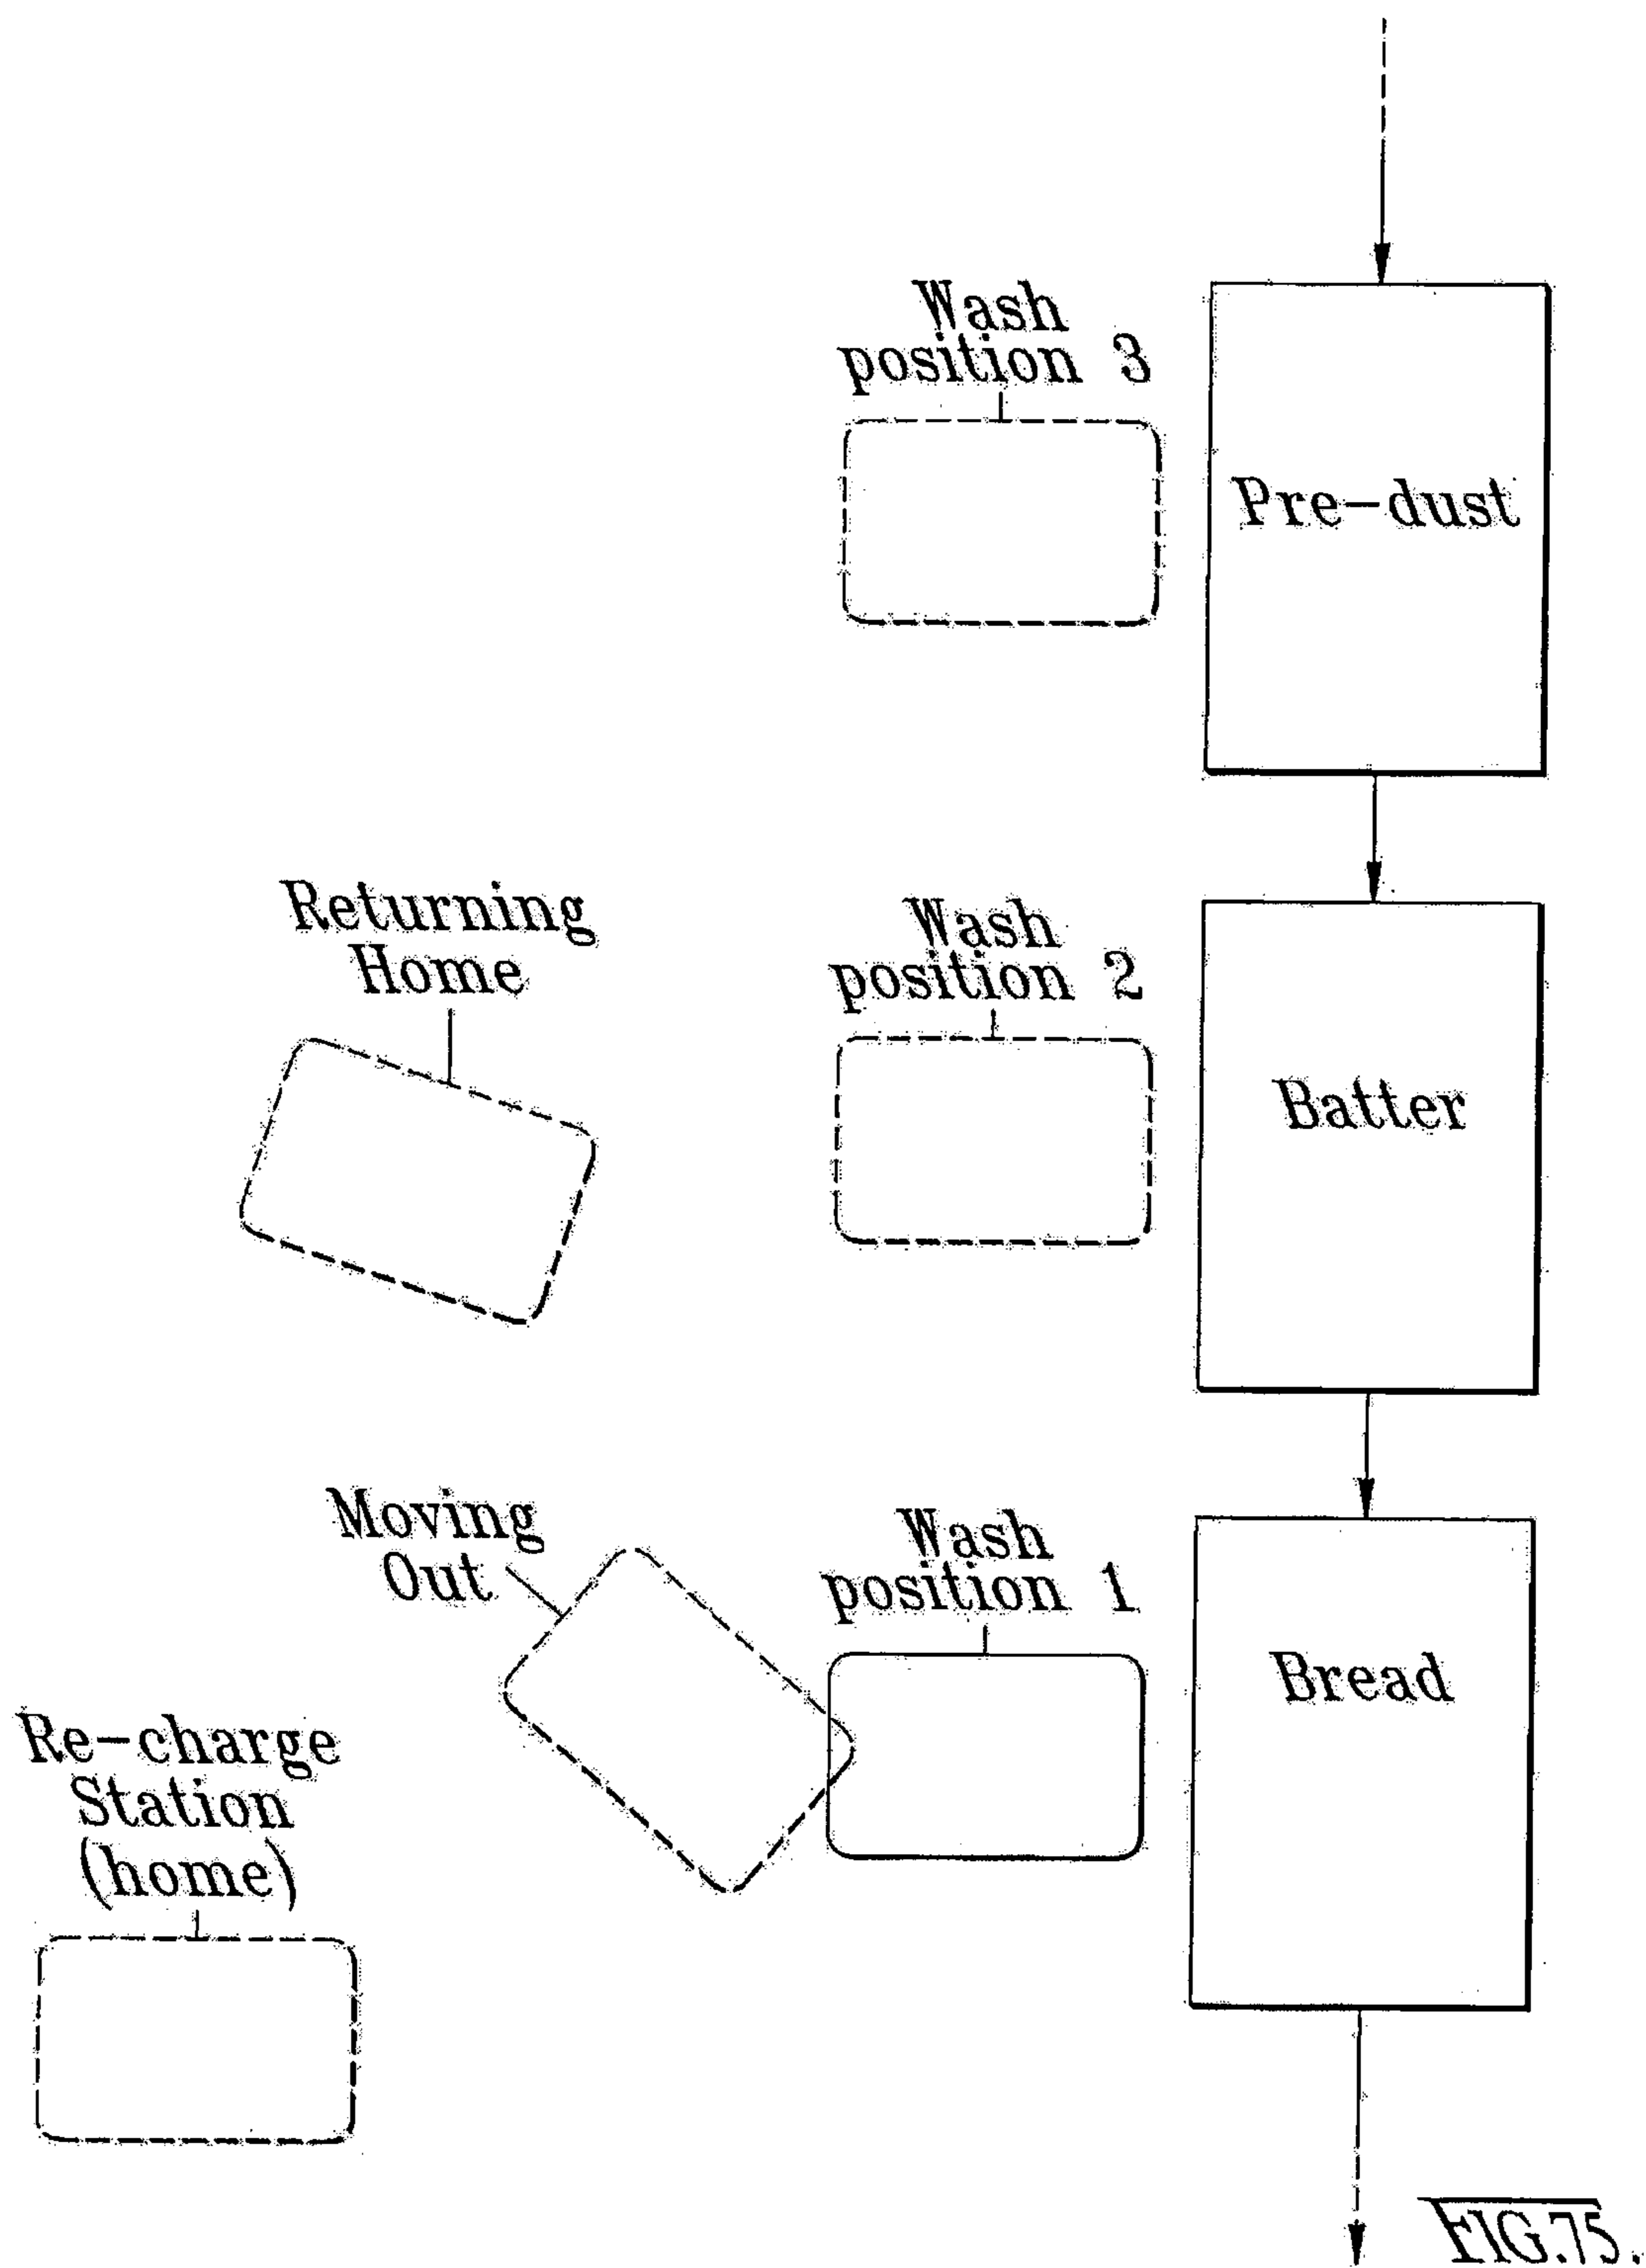 Wash
position 3
Pre-dust
Returning
Home
Wash
position 2
Batter
Moving
Out
Wash
position 1
Bread
Re-charge
Station
(home)
FIG.75.